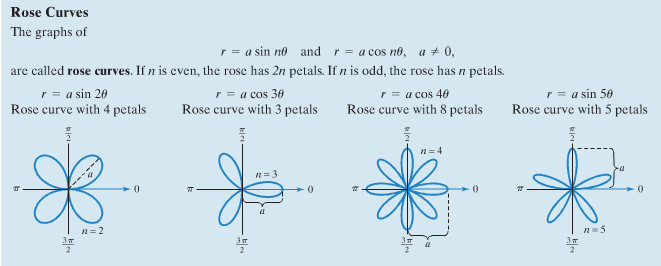 Rose Curves
The graphs of
r = a sin nθ and r = a cos nθ, a ≠ 0,
are called rose curves. If n is even, the rose has 2n petals. If n is odd, the rose has n petals.
r = a sin 2θ
Rose curve with 4 petals
π/2
π
0
a
n = 2
3π/2
r = a cos 3θ
Rose curve with 3 petals
π/2
n = 3
π
0
a
3π/2
r = a cos 4θ
Rose curve with 8 petals
π/2
n = 4
π
0
3π/2
a
r = a sin 5θ
Rose curve with 5 petals
π/2
a
π
0
n = 5
3π/2